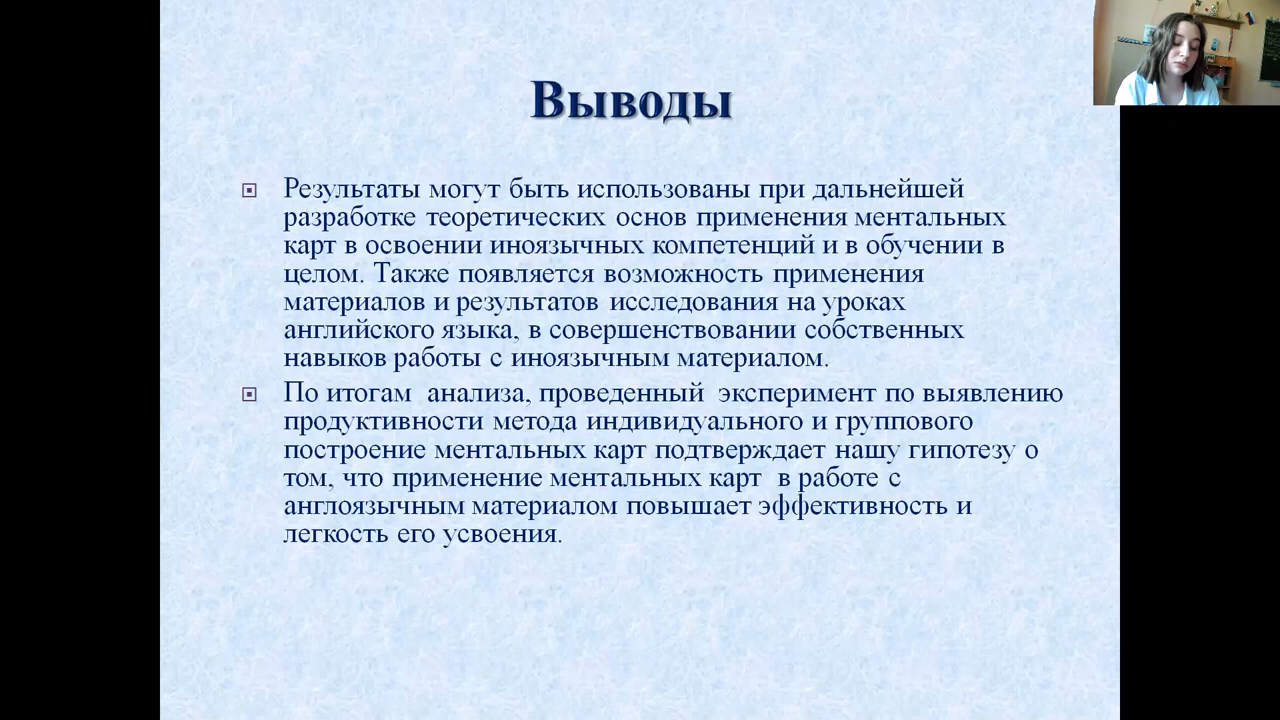 Выводы
Результаты могут быть использованы при дальнейшей
разработке теоретических основ применения ментальных
карт в освоении иноязычных компетенций и в обучении в
целом. Также появляется возможность применения
материалов и результатов исследования на уроках
английского языка, в совершенствовании собственных
навыков работы с иноязычным материалом.
По итогам анализа, проведенный эксперимент по выявлению
продуктивности метода индивидуального и группового
построение ментальных карт подтверждает нашу гипотезу о
том, что применение ментальных карт в работе с
англоязычным материалом повышает эффективность и
легкость его усвоения.